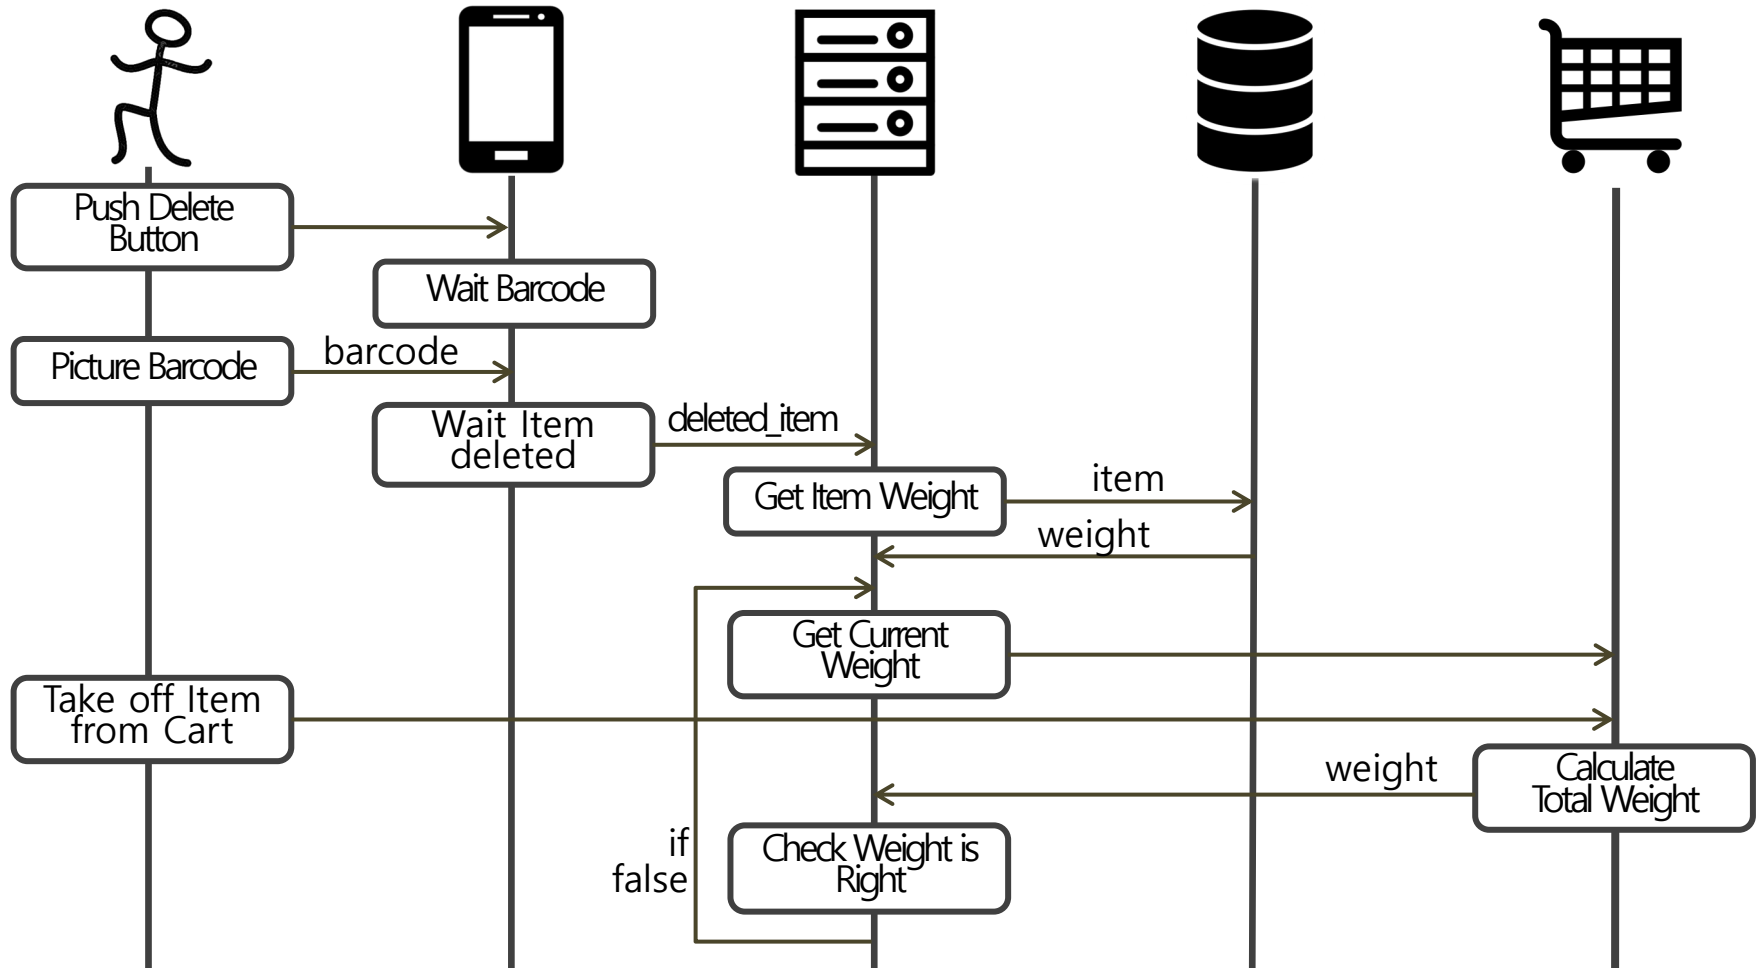 Push Delete
Button
Wait Barcode
Picture Barcode
barcode
Wait Item
deleted
deleted_item
Get Item Weight
item
weight
Get Current
Weight
Take off Item
from Cart
weight
Calculate
Total Weight
if
false
Check Weight is
Right